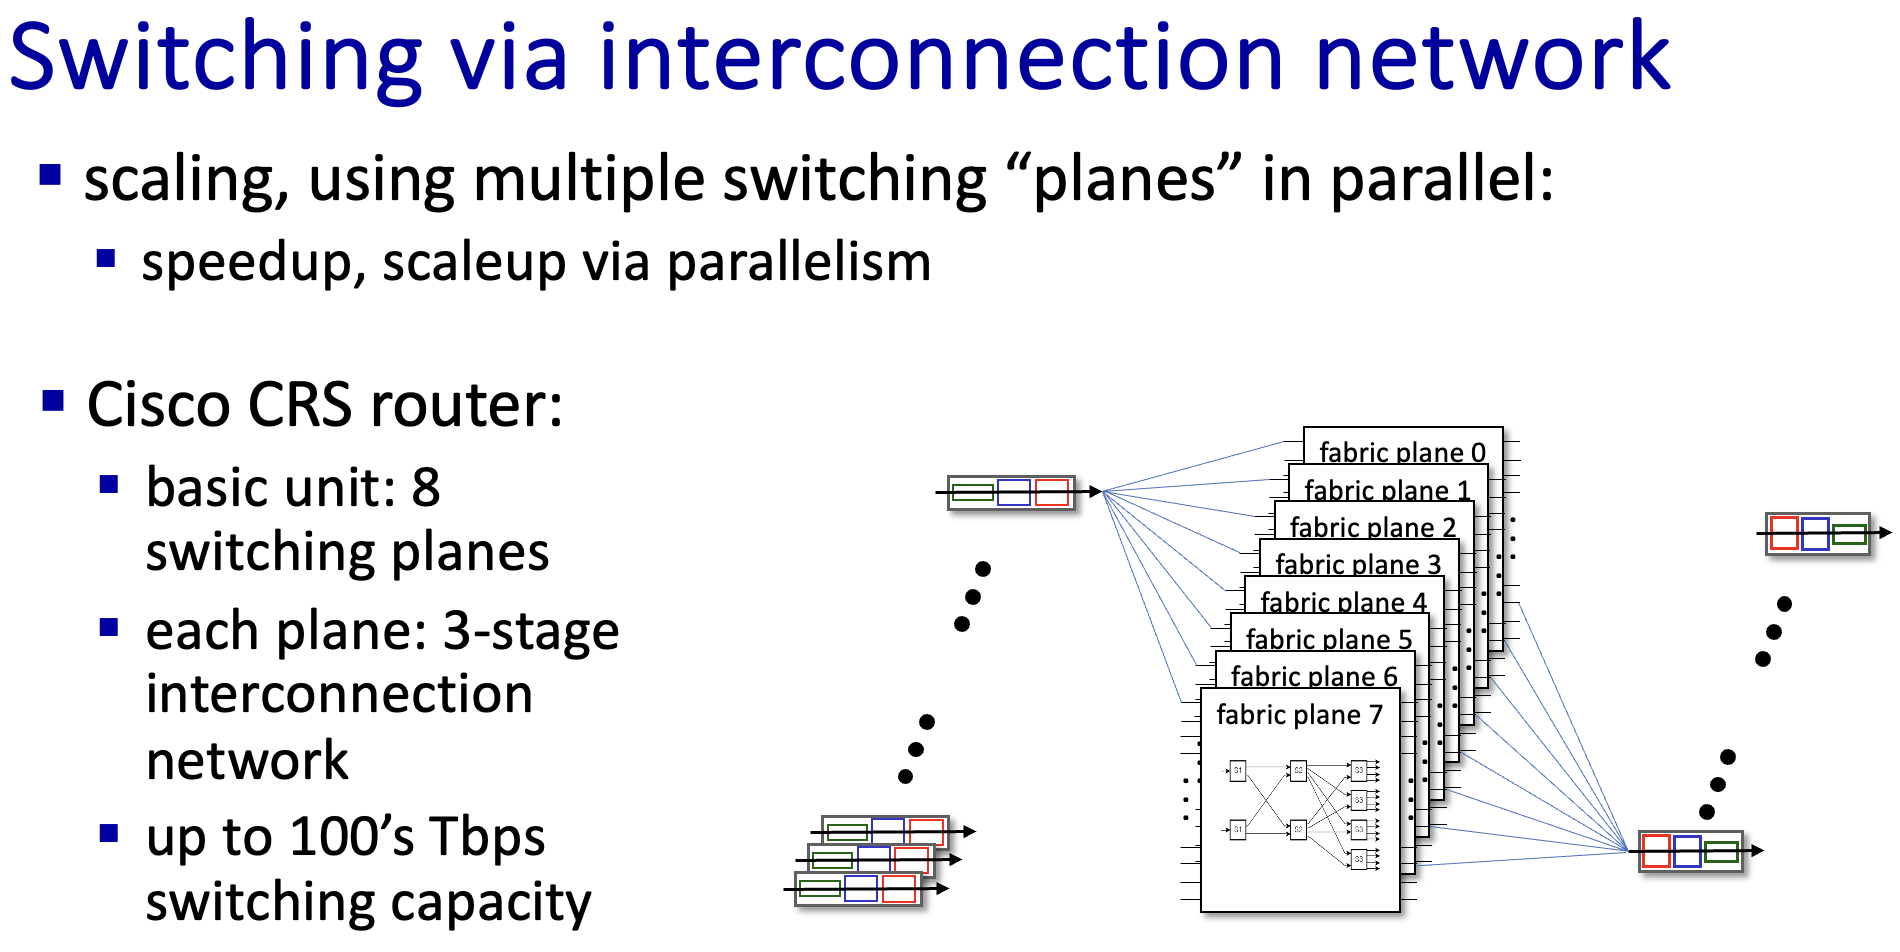 Switching via interconnection network
scaling, using multiple switching “planes” in parallel:
speedup, scaleup via parallelism
Cisco CRS router:
basic unit: 8
switching planes
each plane: 3-stage
interconnection
network
up to 100’s Tbps
switching capacity
fabric plane 0
fabric plane 1
fabric plane 2
fabric plane 3
fabric plane 4
fabric plane 5
fabric plane 6
fabric plane 7
S1 S2 S3
S3
S1 S2 S3
S3